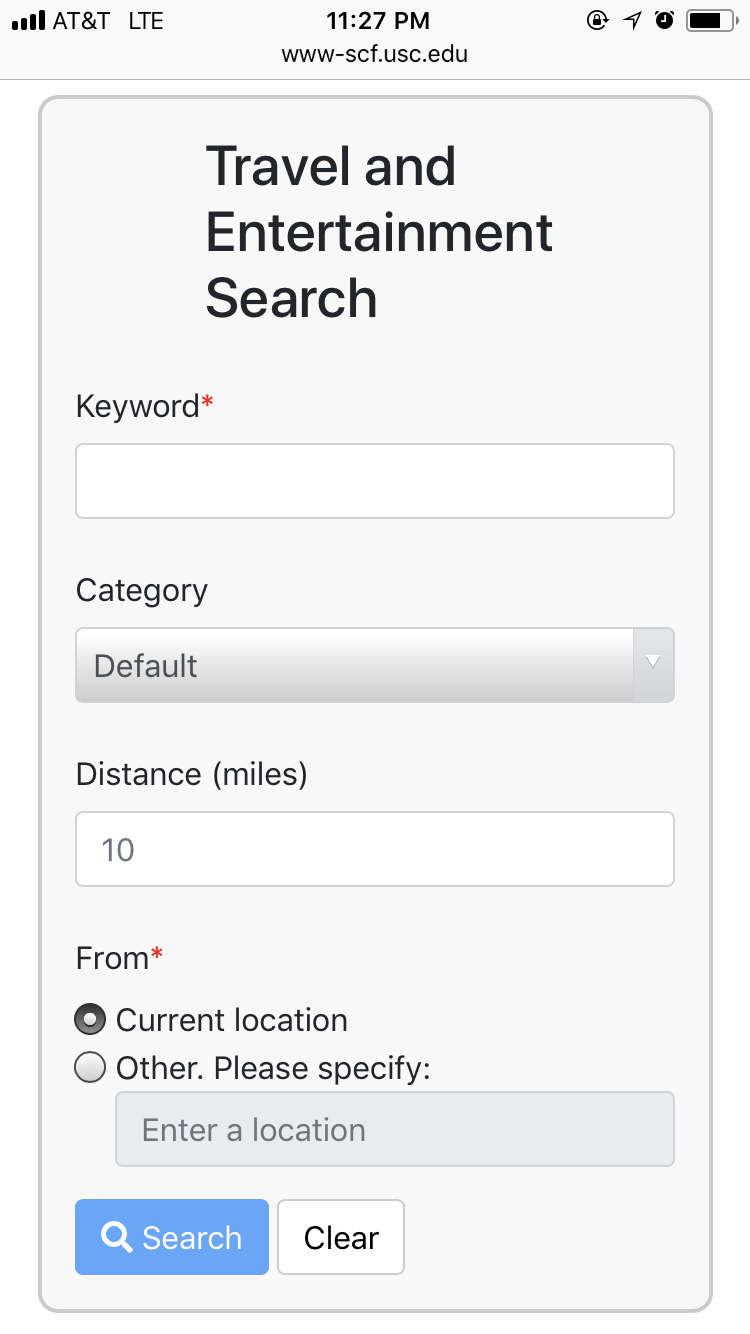 AT&T LTE 11:27 PM
www-scf.usc.edu
Travel and
Entertainment
Search
Keyword*
Category
Default
Distance (miles)
10
From*
Current location
Other. Please specify:
Enter a location
Search Clear